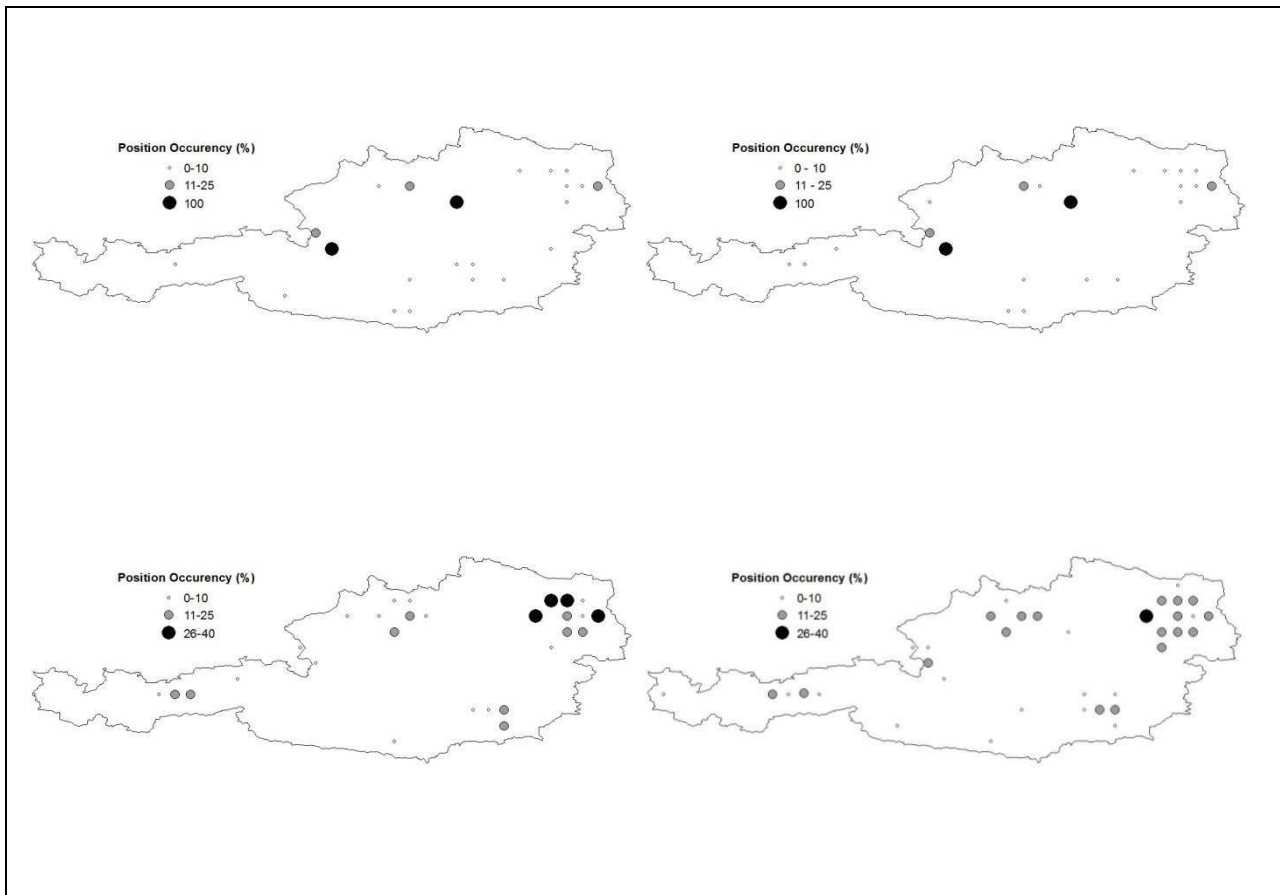 Position Occurency (%)
0-10
11-25
100
Position Occurency (%)
0 - 10
11 - 25
100
Position Occurency (%)
0-10
11-25
26-40
Position Occurency (%)
0-10
11-25
26-40